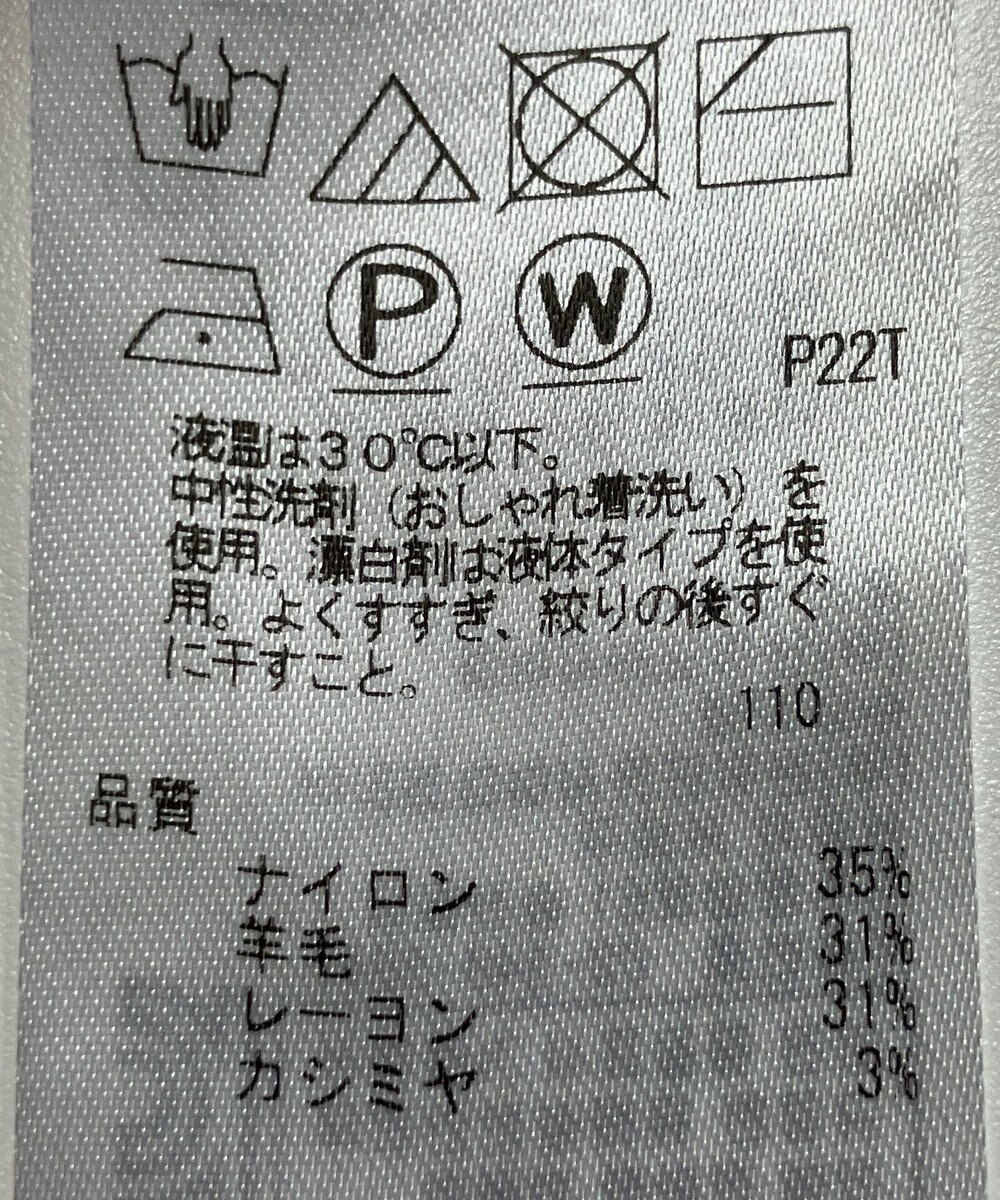 P
W
P22T
液温は30℃以下。
中性洗剤（おしゃれ着洗い）を
使用。漂白剤は液体タイプを使
用。よくすすぎ、絞りの後すぐ
に干すこと。
110
品質
ナイロン 35%
羊毛 31%
レーヨン 31%
カシミヤ 3%